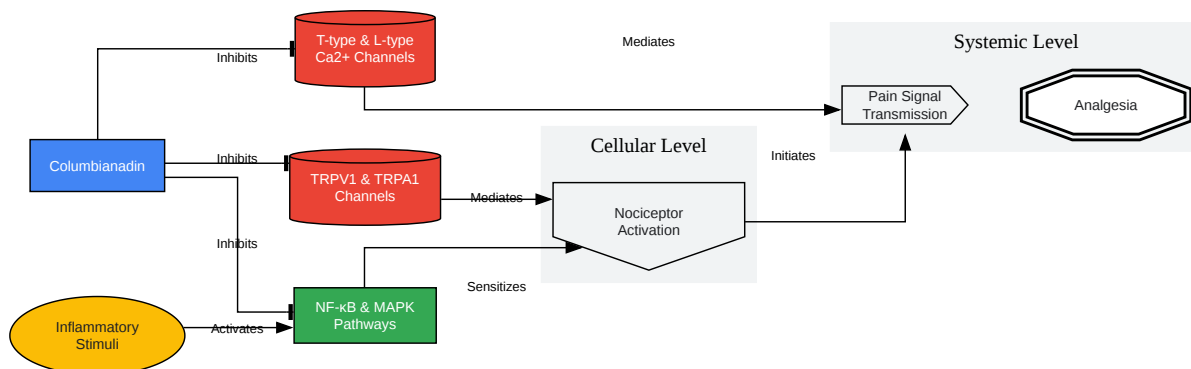 T-type & L-type
Ca2+ Channels
Mediates
Systemic Level
Inhibits
Pain Signal
Transmission
Analgesia
Cellular Level
Columbianadin
Inhibits
TRPV1 & TRPA1
Channels
Mediates
Initiates
Nociceptor
Activation
Inhibits
Sensitizes
NF-κB & MAPK
Pathways
Inflammatory
Stimuli
Activates